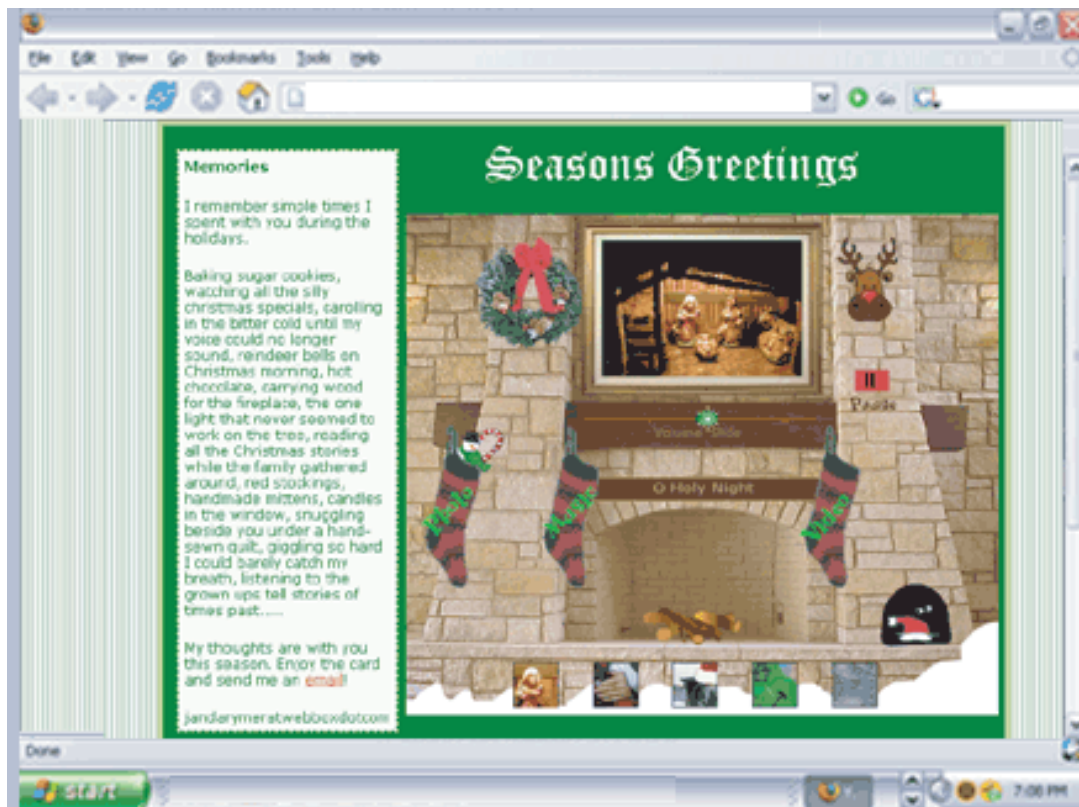 File Edit View Go Bookmarks Tools Help
Go
Seasons Greetings
Memories
I remember simple times I
spent with you during the
holidays.
Baking sugar cookies,
watching all the silly
christmas specials, caroling
in the bitter cold until my
voice could no longer
sound, reindeer bells on
Christmas morning, hot
chocolate, carrying wood
for the fireplace, the one
light that never seemed to
work on the tree, reading
all the Christmas stories
while the family gathered
around, red stockings,
handmade mittens, candles
in the window, snuggling
beside you under a hand-
sewn quilt, giggling so hard
I could barely catch my
breath, listening to the
grown ups tell stories of
times past.....
My thoughts are with you
this season. Enjoy the card
and send me an email!
jandarymeratwebboxdotcom
Pause
Volume Slide
O Holy Night
Photo
Music
Video
Done
start
7:08 PM